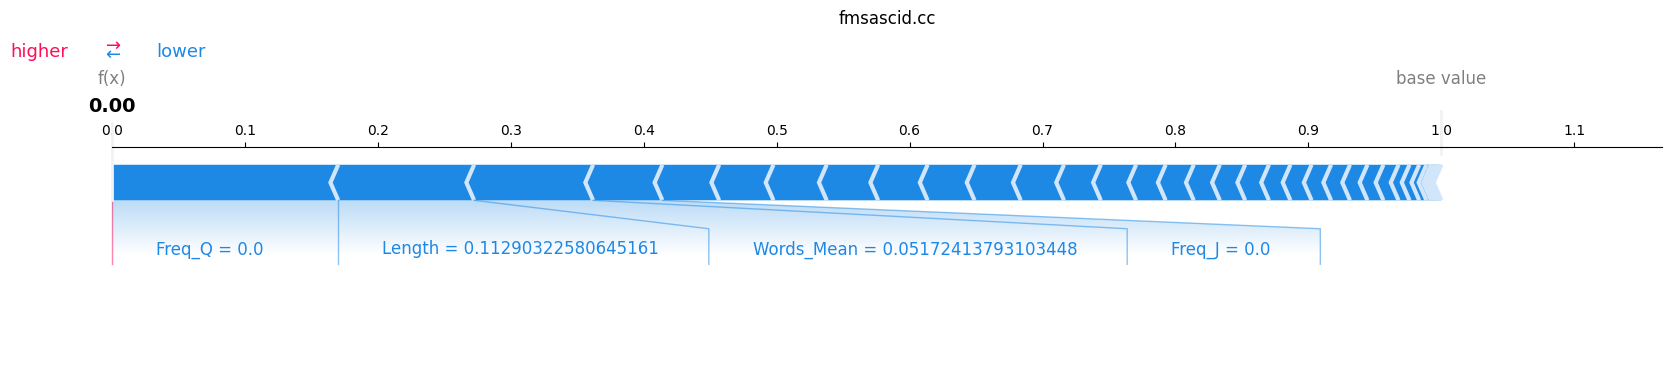 fmsascid.cc
higher ⇄ lower
f(x) base value
0.00
0.0 0.1 0.2 0.3 0.4 0.5 0.6 0.7 0.8 0.9 1.0 1.1
Freq_Q = 0.0 Length = 0.11290322580645161 Words_Mean = 0.05172413793103448 Freq_J = 0.0